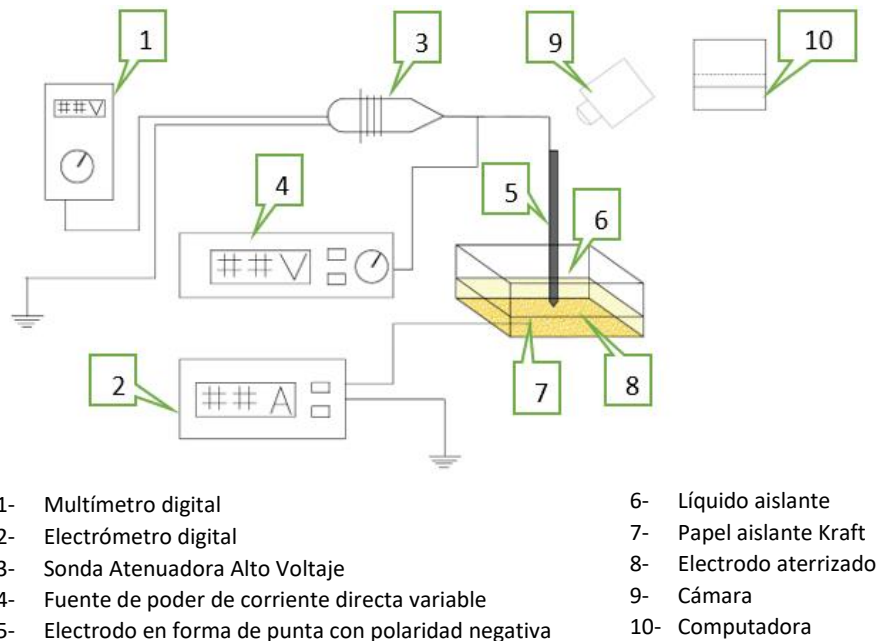 1
3
9
10
##V
4
5
6
##V
2
##A
7
8
1- Multímetro digital
2- Electrómetro digital
3- Sonda Atenuadora Alto Voltaje
4- Fuente de poder de corriente directa variable
5- Electrodo en forma de punta con polaridad negativa
6- Líquido aislante
7- Papel aislante Kraft
8- Electrodo aterrizado
9- Cámara
10- Computadora